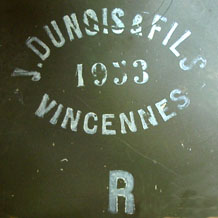 J. DUNOIS & FILS
1953
VINCENNES
R